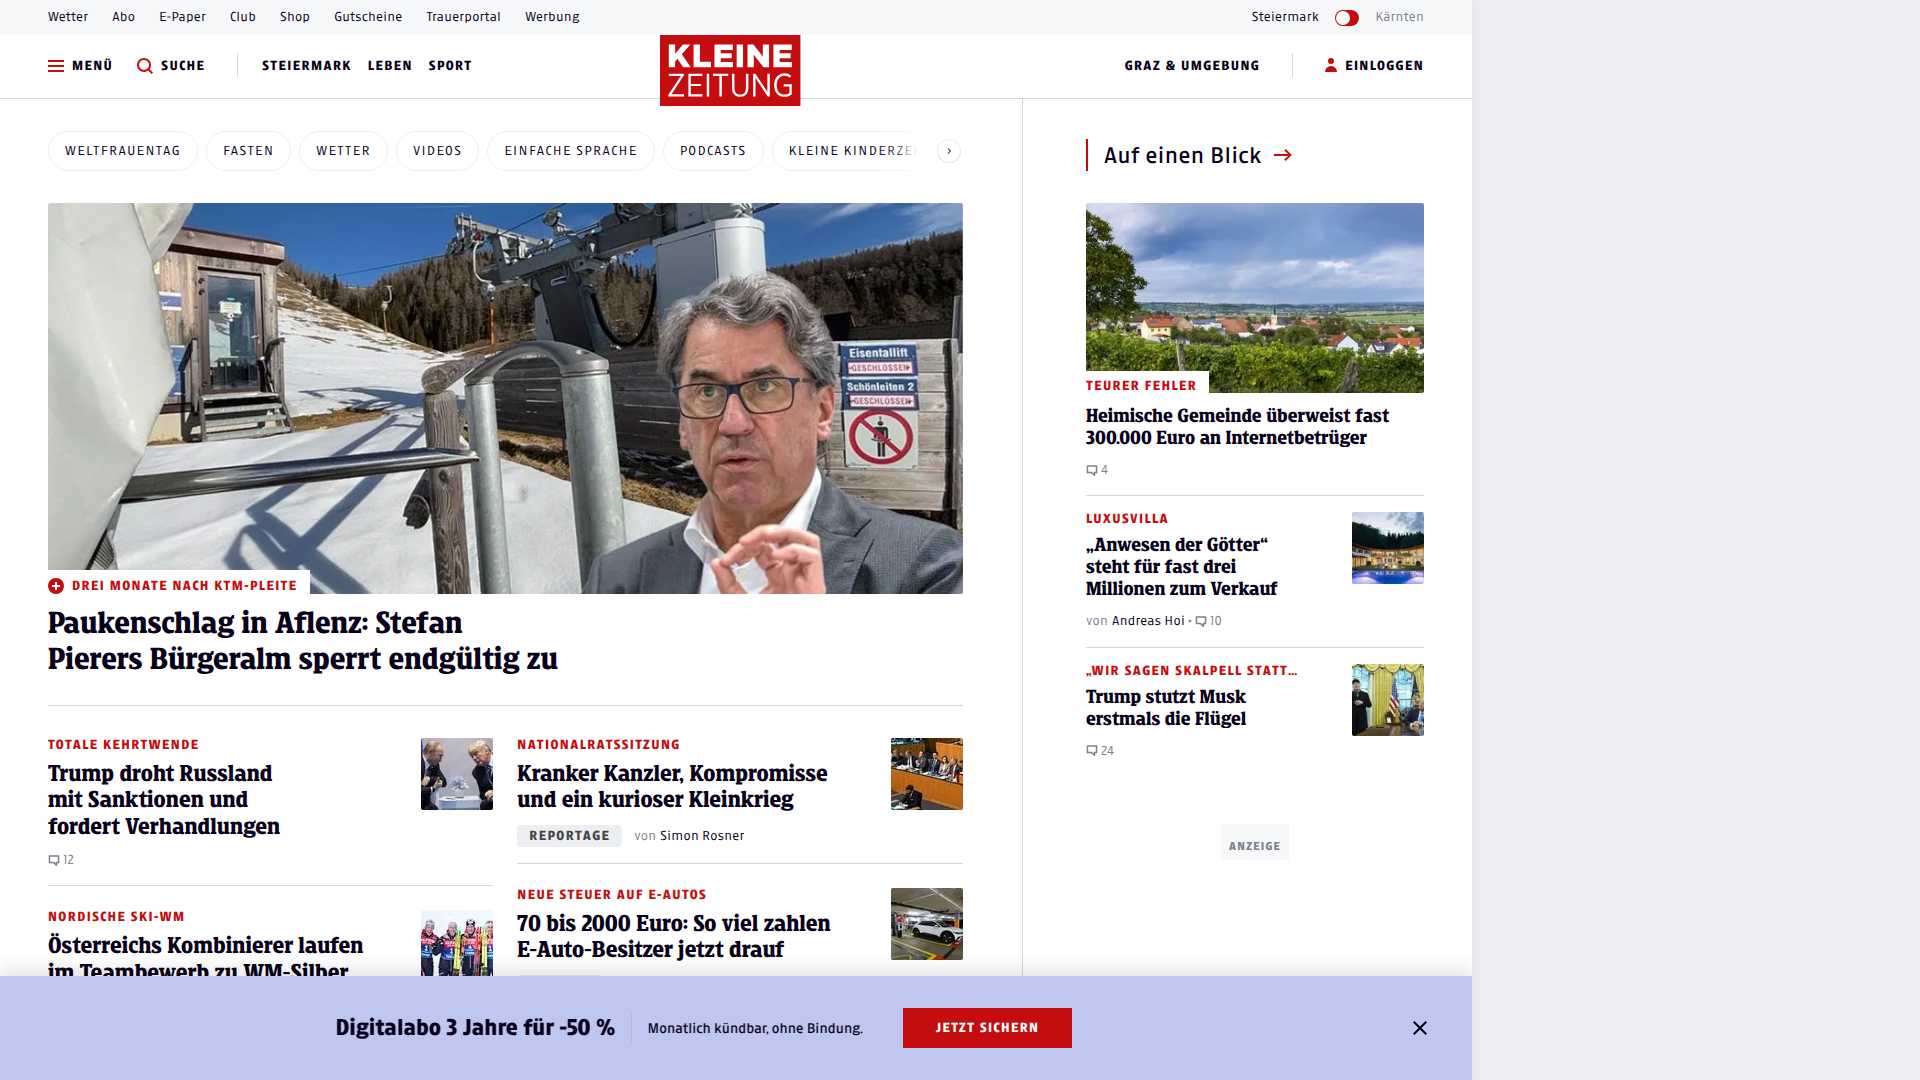 Wetter Abo E-Paper Club Shop Gutscheine Trauerportal Werbung Steiermark Kärnten
MENÜ SUCHE STEIERMARK LEBEN SPORT
KLEINE
ZEITUNG
GRAZ & UMGEBUNG EINLOGGEN
WELTFRAUENTAG FASTEN WETTER VIDEOS EINFACHE SPRACHE PODCASTS KLEINE KINDERZE
Eisentallift
GESCHLOSSEN
Schönleiten 2
GESCHLOSSEN
DREI MONATE NACH KTM-PLEITE
Paukenschlag in Aflenz: Stefan
Pierers Bürgeralm sperrt endgültig zu
TOTALE KEHRTWENDE
Trump droht Russland
mit Sanktionen und
fordert Verhandlungen
12
NORDISCHE SKI-WM
Österreichs Kombinierer laufen
im Teambewerb zu WM-Silber
NATIONALRATSSITZUNG
Kranker Kanzler, Kompromisse
und ein kurioser Kleinkrieg
REPORTAGE von Simon Rosner
NEUE STEUER AUF E-AUTOS
70 bis 2000 Euro: So viel zahlen
E-Auto-Besitzer jetzt drauf
Auf einen Blick
TEURER FEHLER
Heimische Gemeinde überweist fast
300.000 Euro an Internetbetrüger
4
LUXUSVILLA
„Anwesen der Götter“
steht für fast drei
Millionen zum Verkauf
von Andreas Hoi • 10
„WIR SAGEN SKALPELL STATT…
Trump stutzt Musk
erstmals die Flügel
24
ANZEIGE
Digitalabo 3 Jahre für -50 % Monatlich kündbar, ohne Bindung. JETZT SICHERN